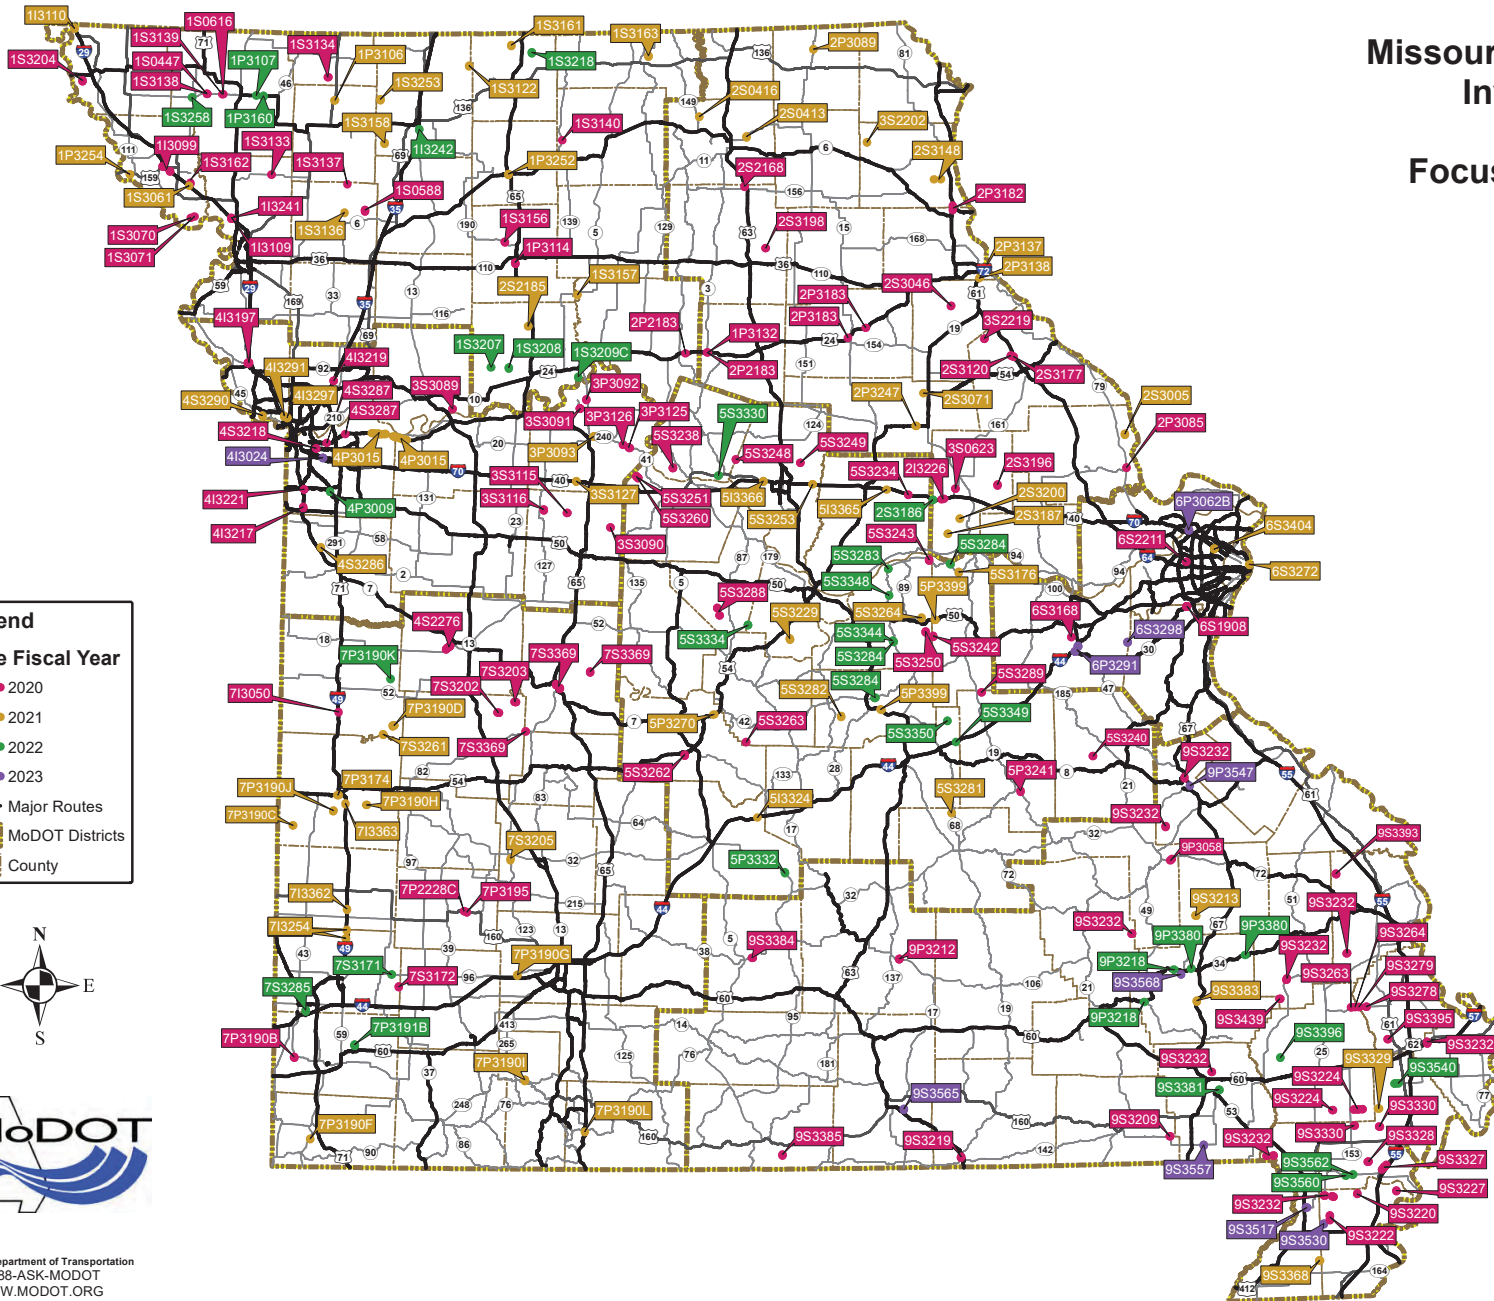 Missour
In
Focus
1I3110
1S0616
1S3139
1S3204
1S0447
1S3138
1P3107
1S3134
1P3106
1S3253
1S3161
1S3218
1S3163
2P3089
1S3122
1S3258
1P3160
1S3158
1I3242
1S3140
2S0416
2S0413
3S2202
2S3148
1P3254
1I3099
1S3162
1S3133
1S3137
1P3252
2S2168
2P3182
1S3061
1S0588
1I3241
1S3136
1S3070
1S3071
1I3109
1S3156
1P3114
2S3198
2P3137
2P3138
1S3157
2S2185
2S3046
2P3183
2P3183
3S2219
4I3197
2P2183
1P3132
2P2183
1S3207
1S3208
1S3209C
2S3120
2S3177
4I3219
4I3291
4S3287
4I3297
4S3290
4S3287
3S3089
3P3092
2P3247
2S3071
2S3005
3S3091
3P3126
3P3125
5S3330
2P3085
4S3218
4I3024
4P3015
4P3015
3P3093
5S3238
5S3248
5S3249
5S3234
2I3226
3S0623
2S3196
4I3221
4P3009
3S3115
3S3116
3S3127
5S3251
5S3260
5I3366
5S3253
5I3365
2S3186
2S3200
2S3187
6P3062B
6S3404
4I3217
4S3286
3S3090
5S3243
5S3284
5S3283
5S3348
5S3176
6S2211
6S3272
5S3288
5S3229
5S3264
5P3399
6S3168
6S1908
6S3298
4S2276
5S3334
5S3344
5S3284
5S3250
5S3242
6P3291
7P3190K
7S3369
7S3369
7S3203
7S3202
5S3284
5S3289
7I3050
7P3190D
5S3282
5P3399
5S3349
5P3270
5S3263
5S3350
7S3261
7S3369
5S3240
9S3232
9P3547
5S3262
5P3241
7P3190J
7P3174
7P3190H
7P3190C
7I3363
5I3324
5S3281
9S3232
7S3205
5P3332
9P3058
9S3393
7I3362
7P2228C
7P3195
9S3213
9S3232
9S3232
7I3254
9P3380
9P3380
9S3264
7P3190G
9S3384
9P3212
9P3218
9S3568
9S3232
9S3263
9S3279
9S3278
7S3171
7S3172
7S3285
9S3383
9P3218
9S3439
9S3395
9S3232
7P3190B
7P3191B
9S3396
7P3190I
9S3232
9S3381
9S3329
9S3540
9S3224
9S3224
9S3330
9S3565
7P3190L
7P3190F
9S3385
9S3219
9S3209
9S3232
9S3330
9S3328
9S3327
9S3557
9S3562
9S3560
9S3227
9S3232
9S3220
9S3517
9S3530
9S3222
9S3368
end
e Fiscal Year
2020
2021
2022
2023
Major Routes
MoDOT Districts
County
N
E
S
MoDOT
epartment of Transportation
88-ASK-MODOT
W.MODOT.ORG